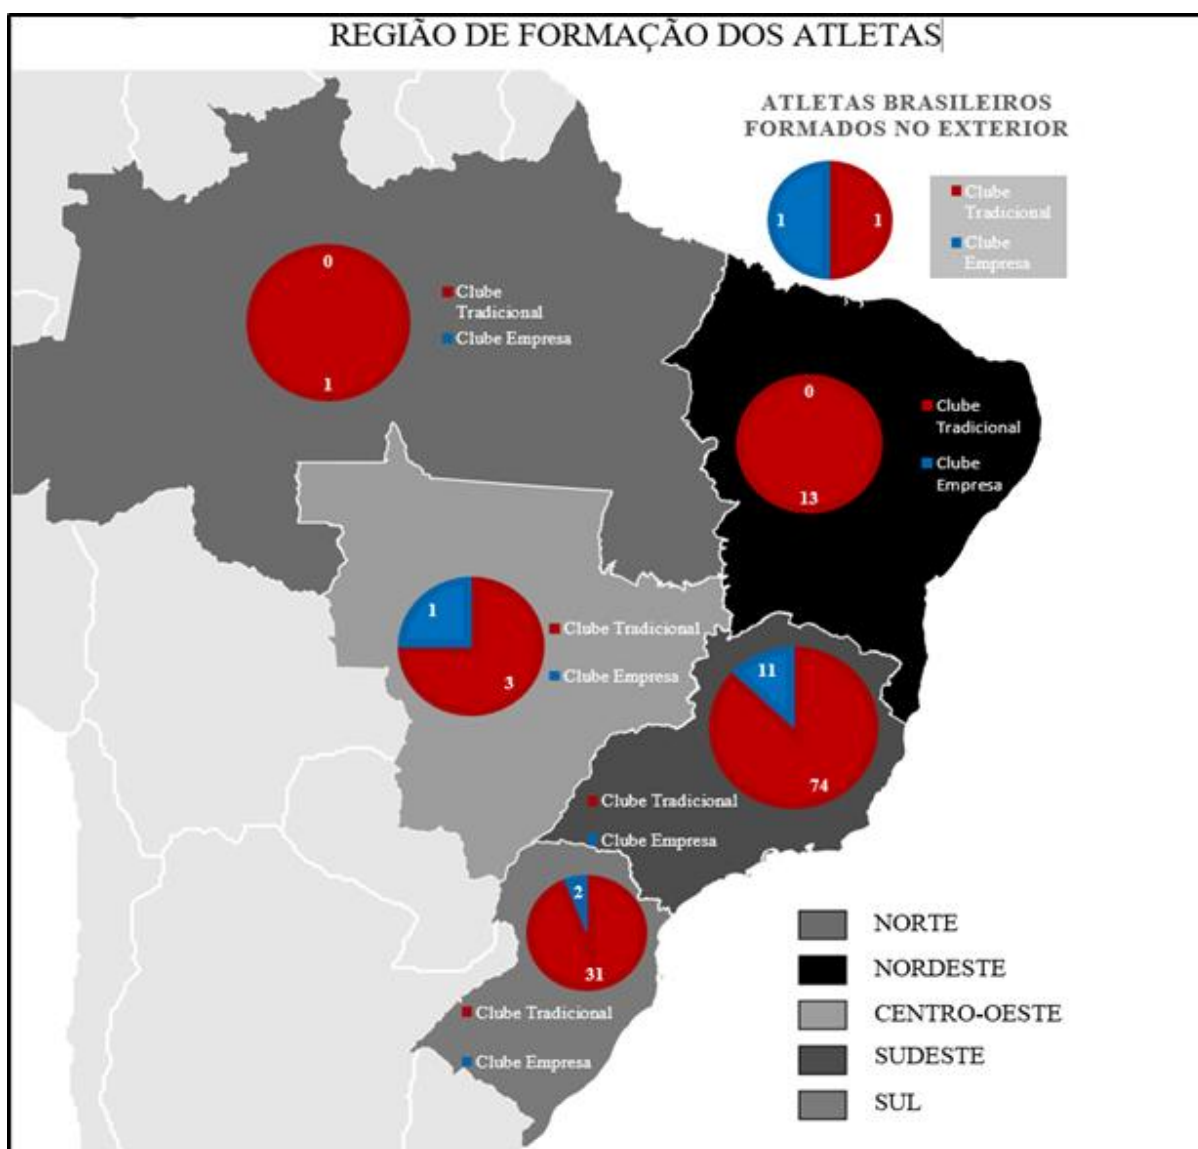 REGIÃO DE FORMAÇÃO DOS ATLETAS
ATLETAS BRASILEIROS
FORMADOS NO EXTERIOR
1
1
Clube
Tradicional
Clube
Empresa
0
1
Clube
Tradicional
Clube Empresa
0
13
Clube
Tradicional
Clube
Empresa
1
3
Clube Tradicional
Clube Empresa
11
74
Clube Tradicional
Clube Empresa
2
31
Clube Tradicional
Clube Empresa
NORTE
NORDESTE
CENTRO-OESTE
SUDESTE
SUL